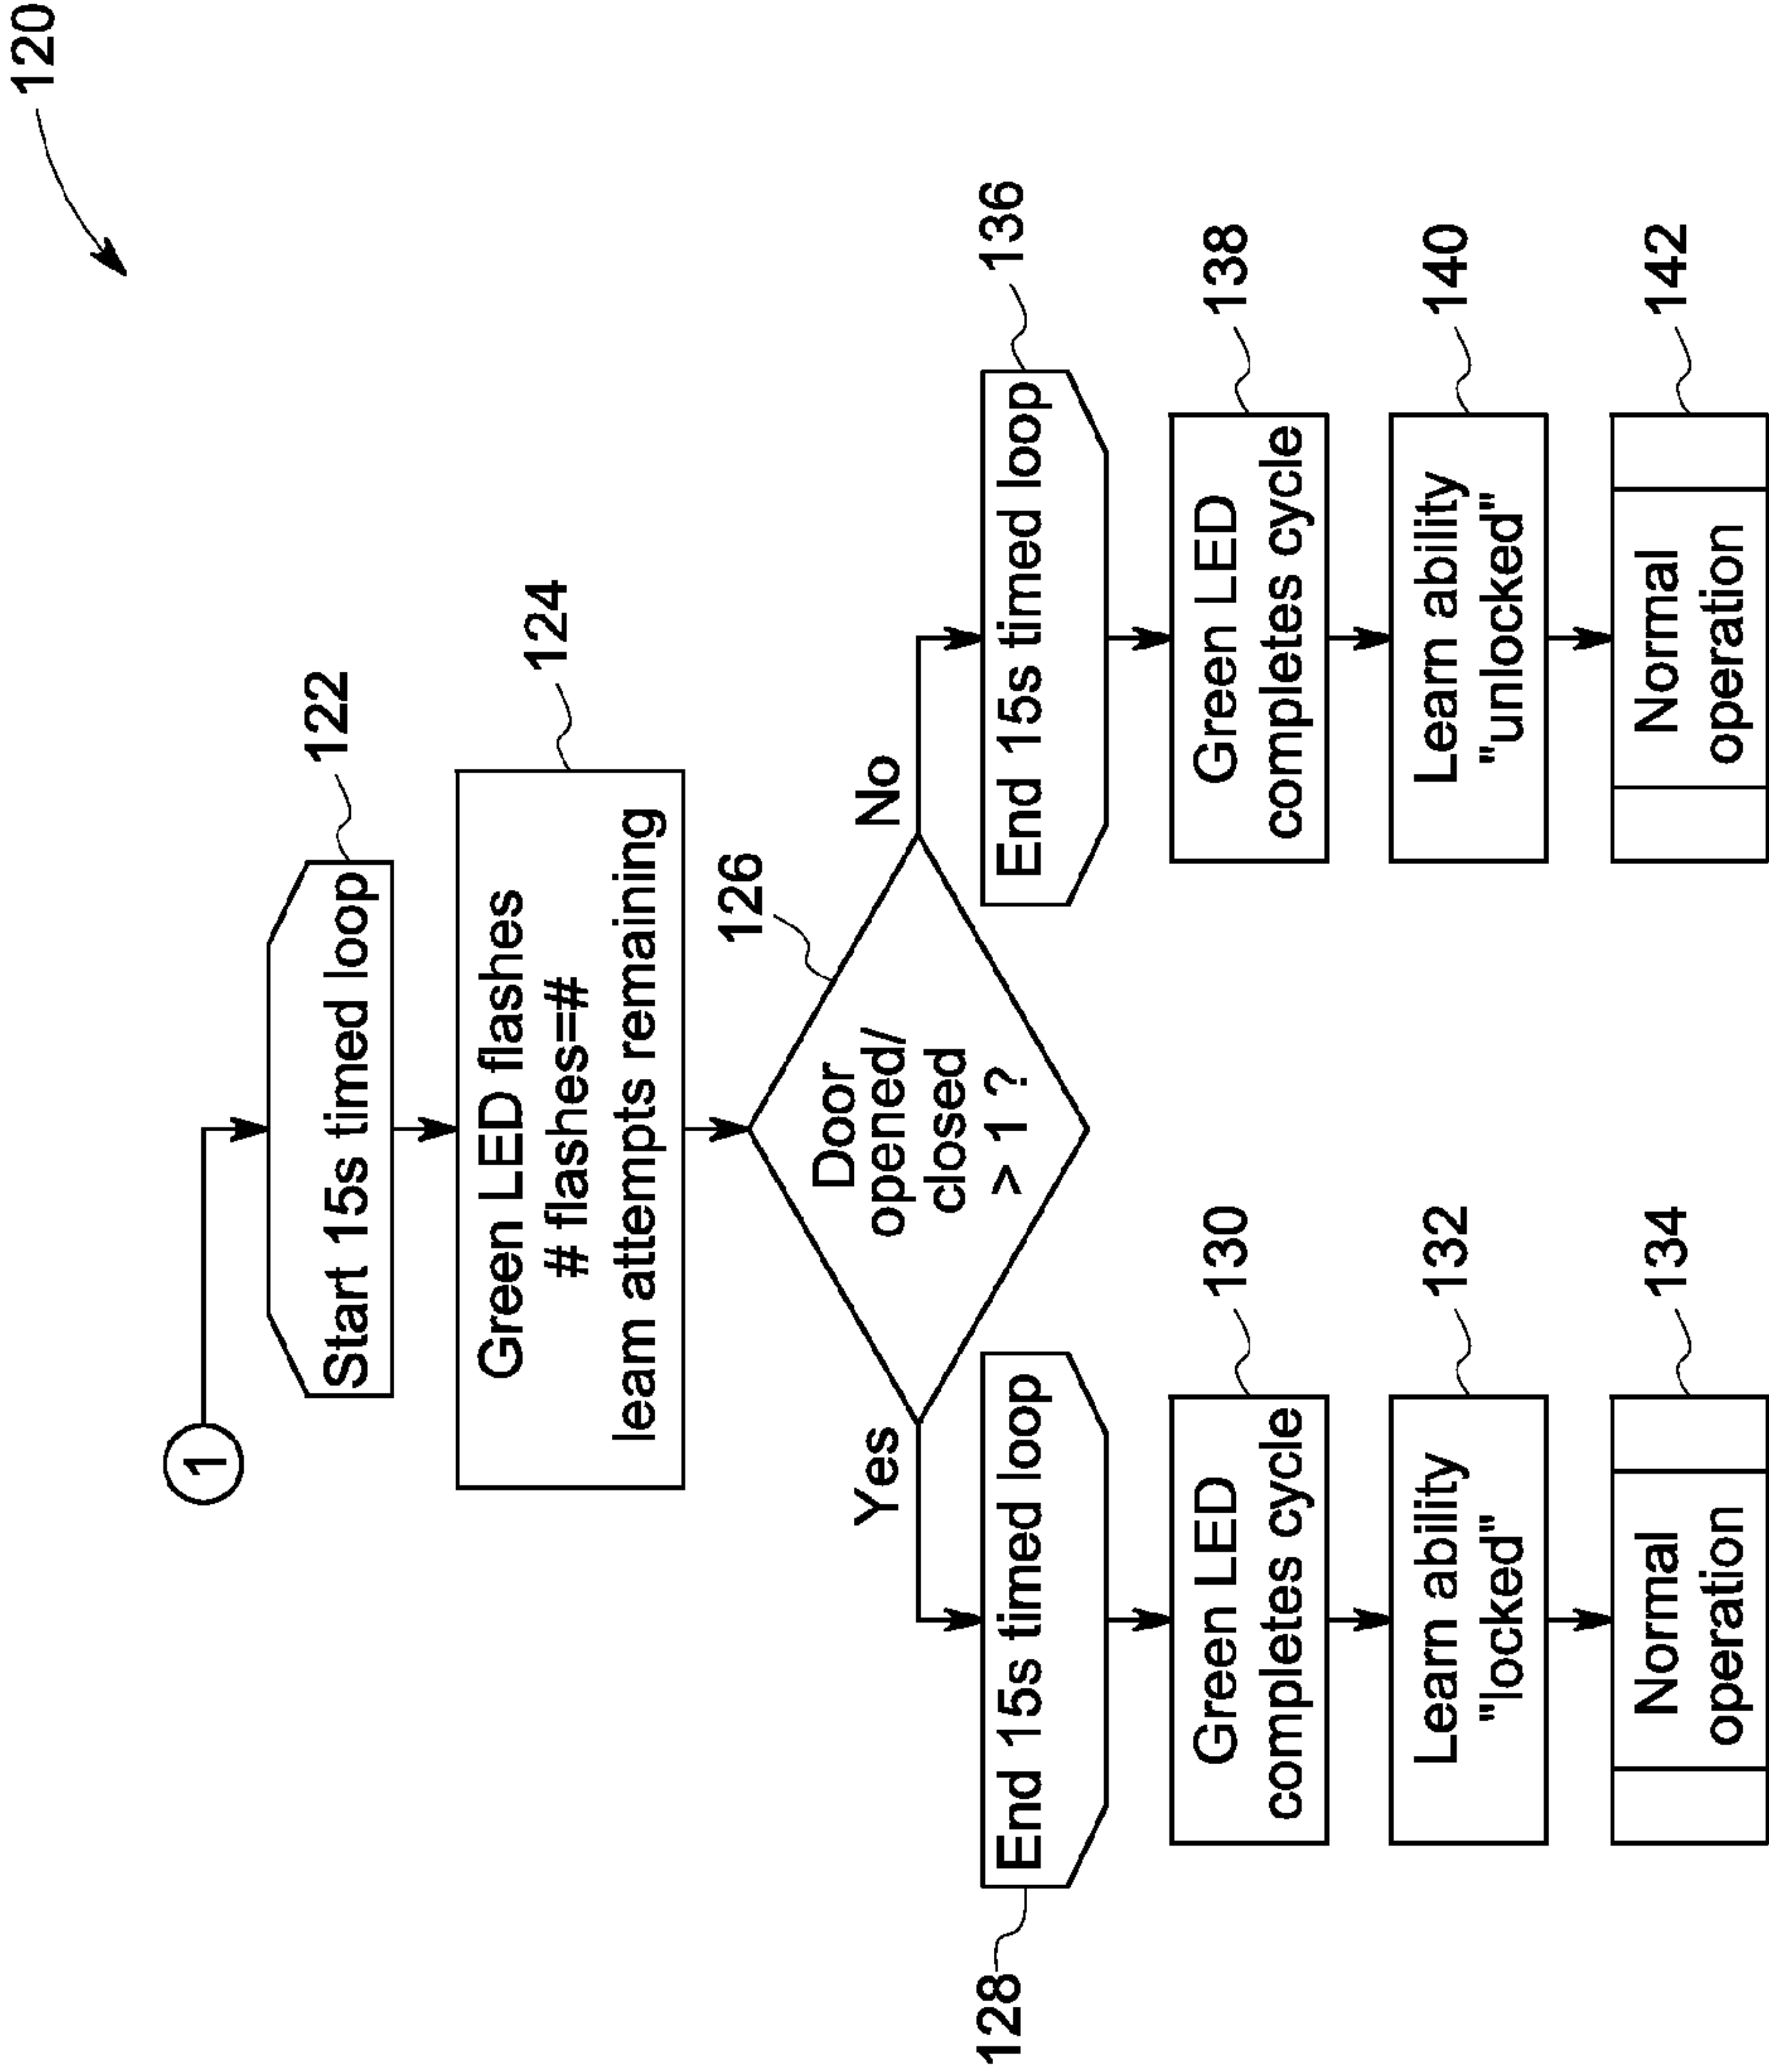 120
1
Start 15s timed loop
122
Green LED flashes
# flashes=#
learn attempts remaining
124
Door
opened/
closed
> 1 ?
126
Yes
No
End 15s timed loop
128
Green LED
completes cycle
130
Learn ability
"locked"
132
Normal
operation
134
End 15s timed loop
136
Green LED
completes cycle
138
Learn ability
"unlocked"
140
Normal
operation
142